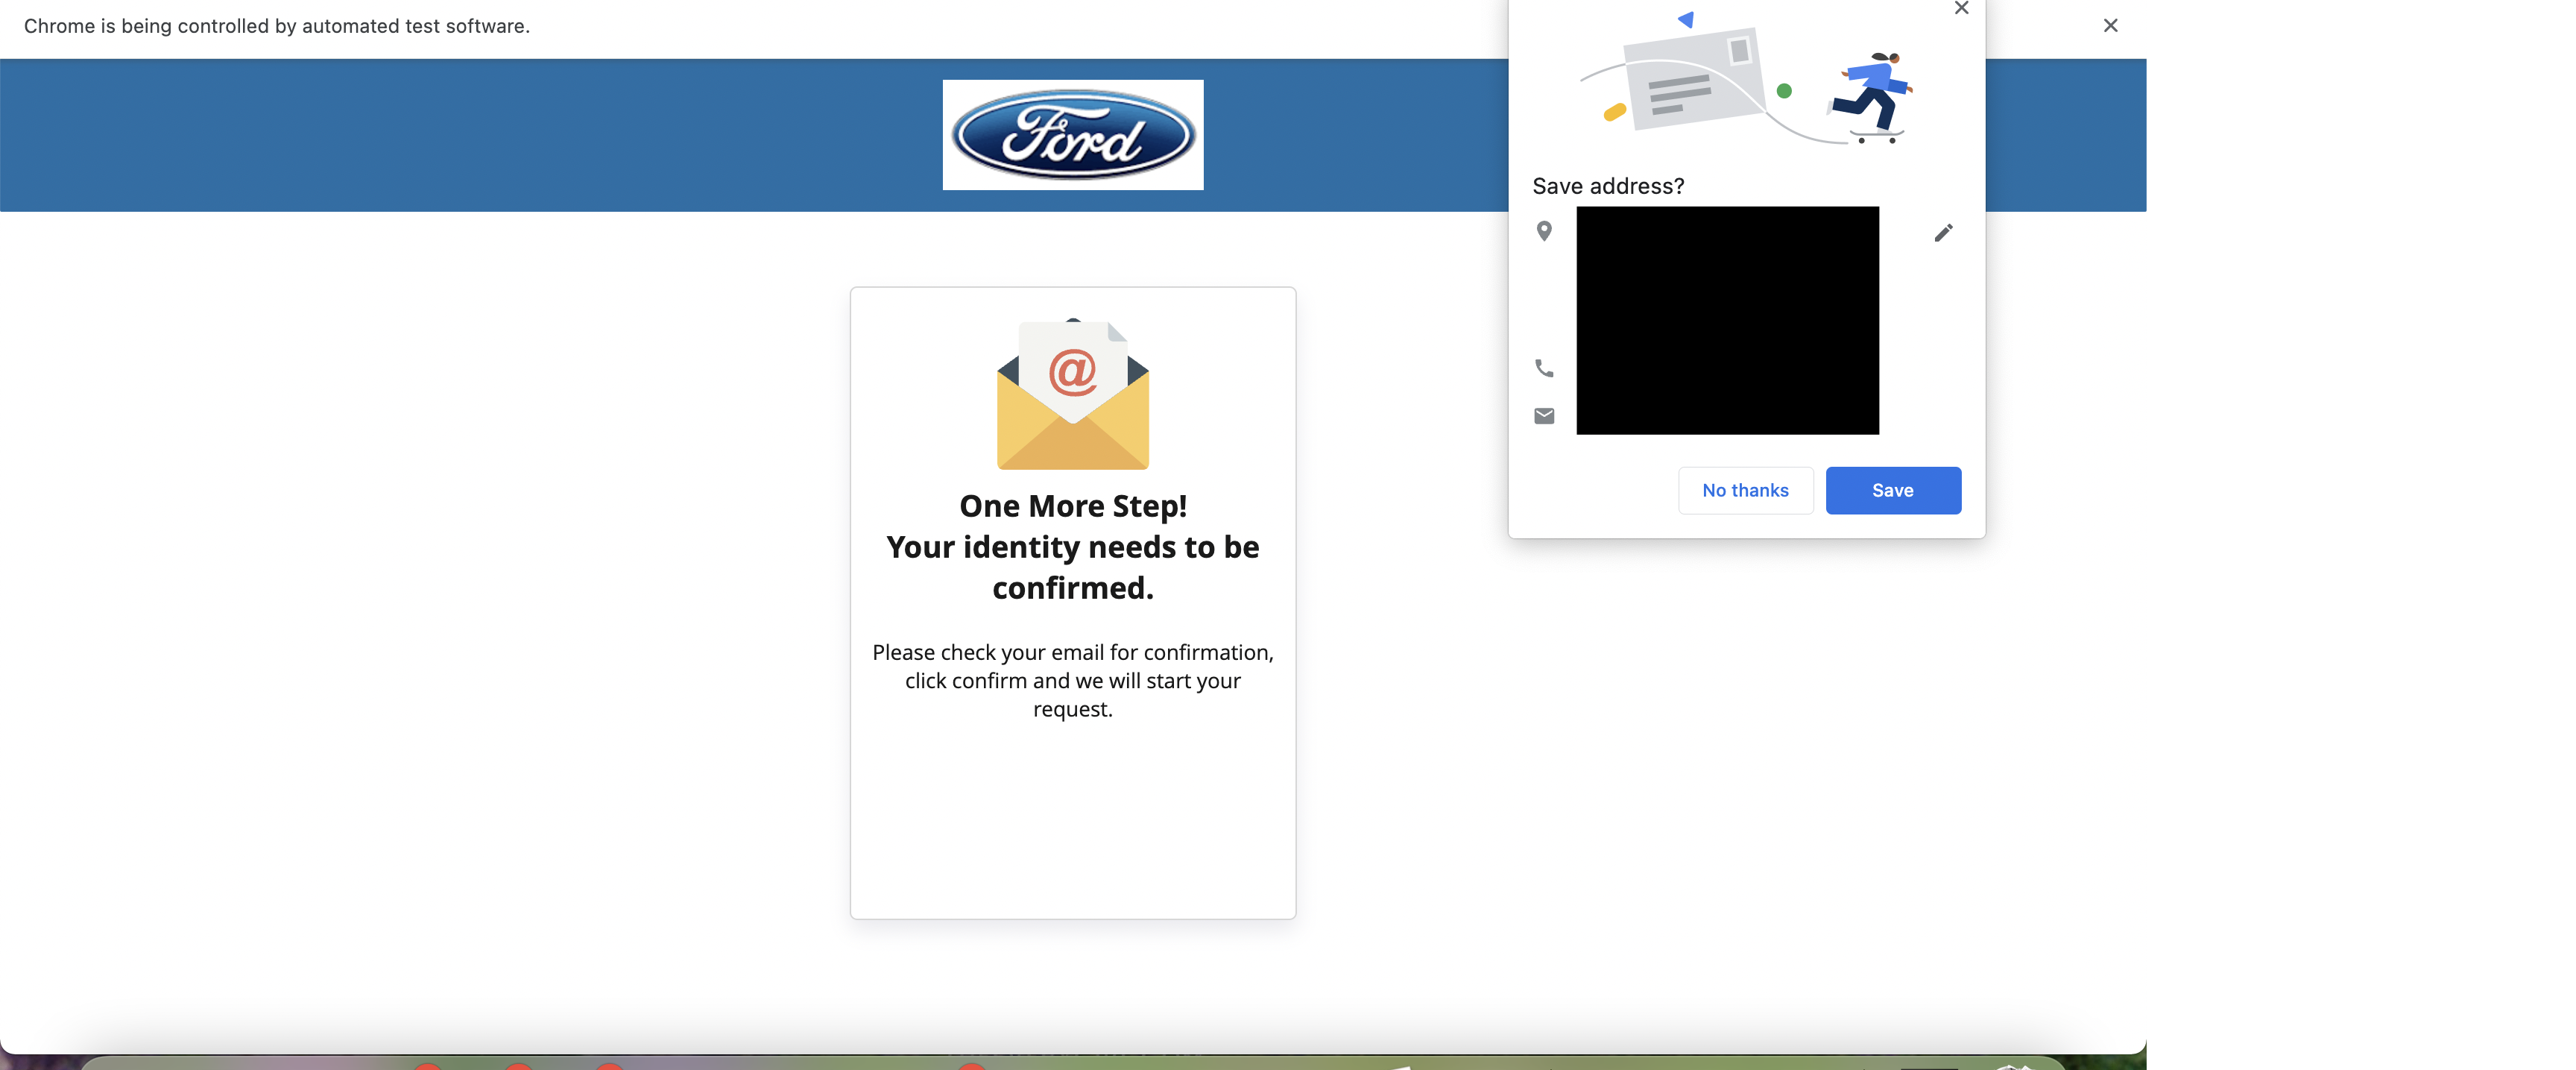 Chrome is being controlled by automated test software.
Ford
Save address?
No thanks
Save
@
One More Step!
Your identity needs to be
confirmed.
Please check your email for confirmation,
click confirm and we will start your
request.